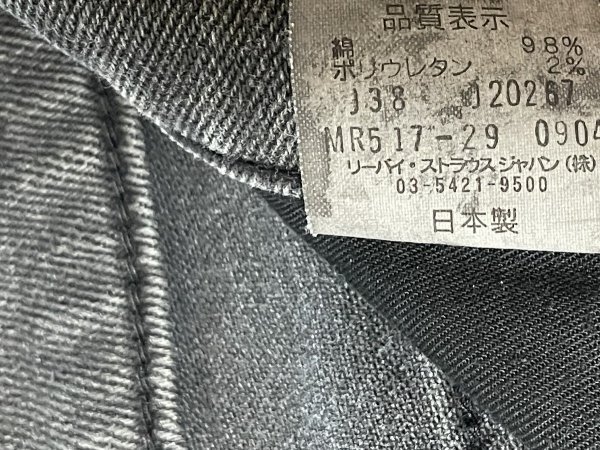 品質表示
綿 98%
ポリウレタン 2%
J38 J20267
MR517-29 0904
リーバイ・ストラウスジャパン(株)
03-5421-9500
日本製